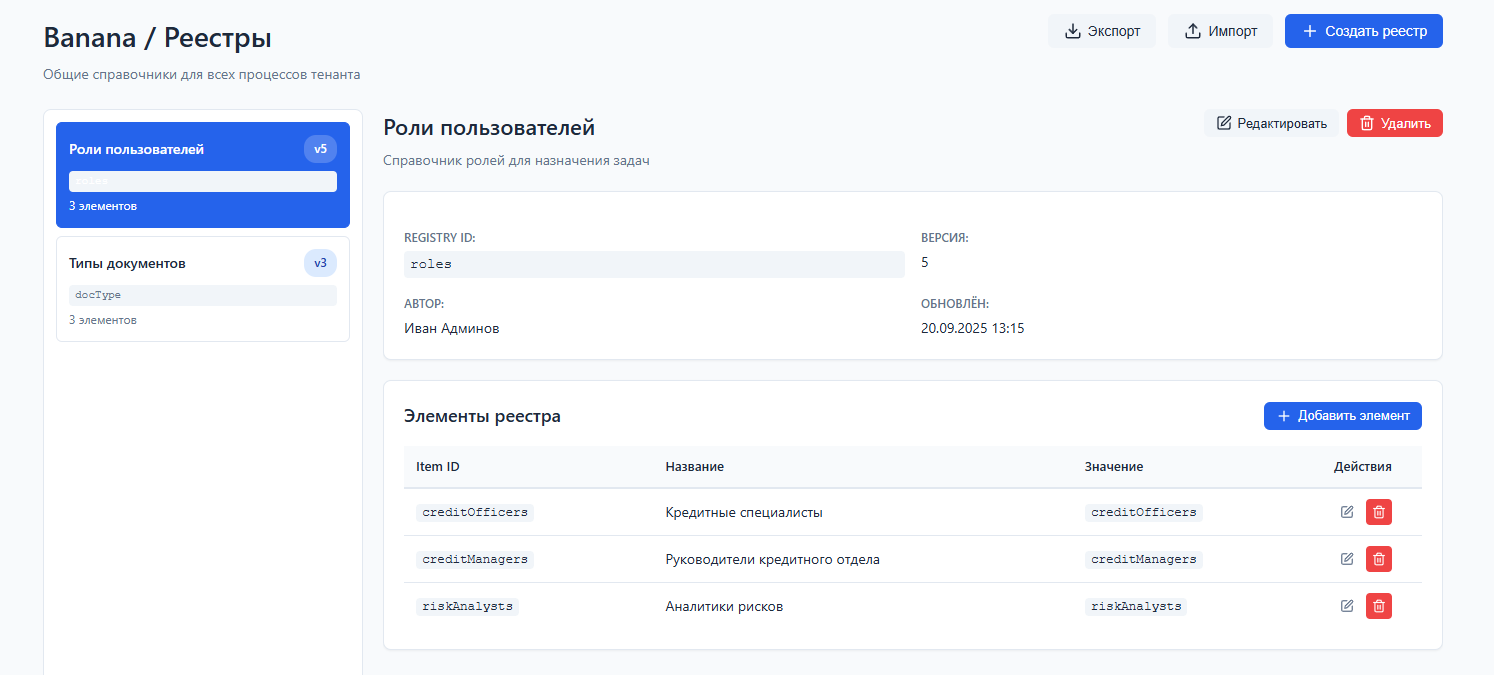 Banana / Реестры
Общие справочники для всех процессов тенанта
Экспорт
Импорт
Создать реестр
Роли пользователей
v5
roles
3 элементов
Типы документов
v3
docType
3 элементов
Роли пользователей
Справочник ролей для назначения задач
Редактировать
Удалить
REGISTRY ID:
roles
ВЕРСИЯ:
5
АВТОР:
Иван Админов
ОБНОВЛЁН:
20.09.2025 13:15
Элементы реестра
Добавить элемент
Item ID Название Значение Действия
creditOfficers Кредитные специалисты creditOfficers
creditManagers Руководители кредитного отдела creditManagers
riskAnalysts Аналитики рисков riskAnalysts